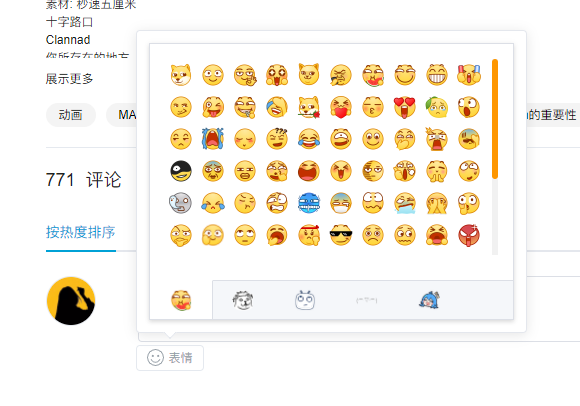 素材: 秒速五厘米
十字路口
Clannad
你所存在的地方
展示更多
动画
MA
的重要性
771 评论
按热度排序
(=・ω・=)
表情